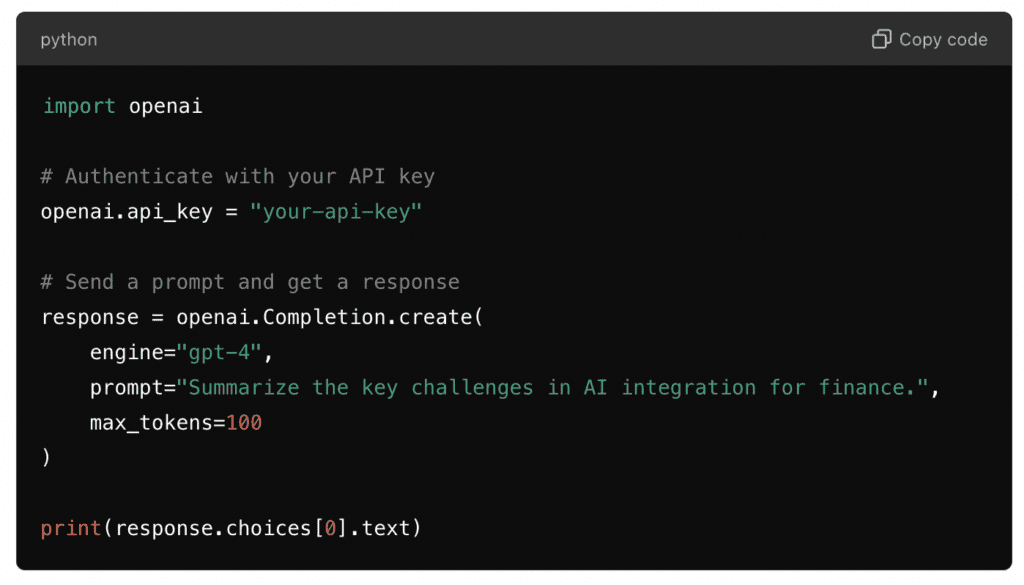 python
Copy code
import openai
# Authenticate with your API key
openai.api_key = "your-api-key"
# Send a prompt and get a response
response = openai.Completion.create(
    engine="gpt-4",
    prompt="Summarize the key challenges in AI integration for finance.",
    max_tokens=100
)
print(response.choices[0].text)